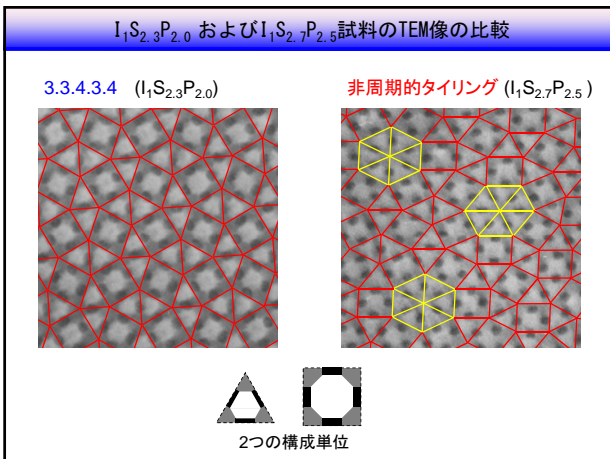 I₁S₂.₃P₂.₀ およびI₁S₂.₇P₂.₅試料のTEM像の比較
3.3.4.3.4 (I₁S₂.₃P₂.₀)
非周期的タイリング (I₁S₂.₇P₂.₅ )
2つの構成単位